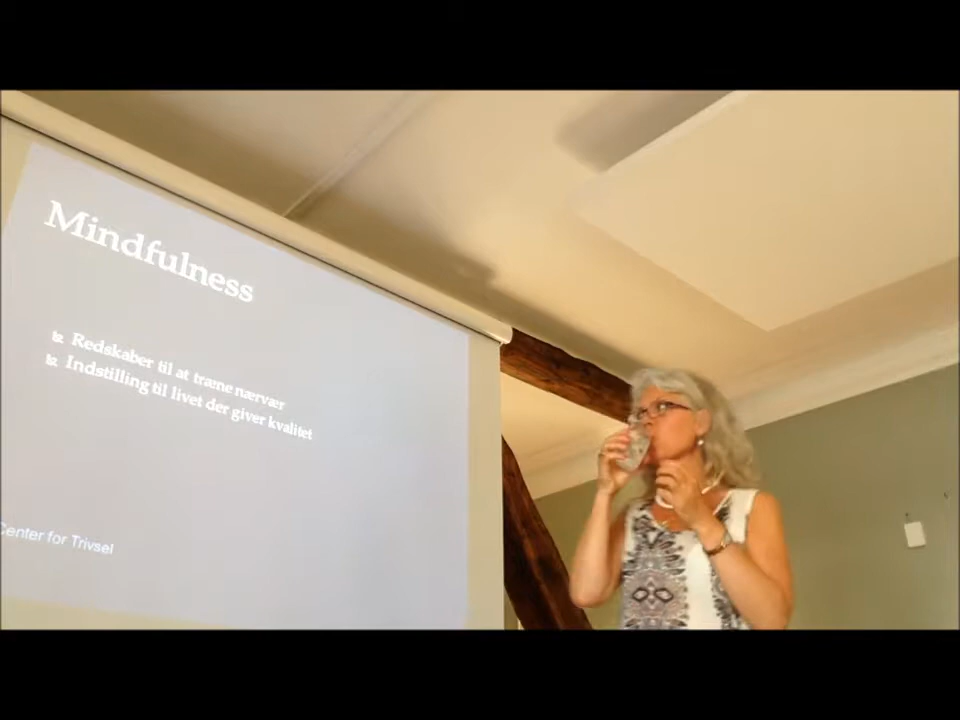 Mindfulness
Redskaber til at træne nærvær
Indstilling til livet der giver kvalitet
Center for Trivsel